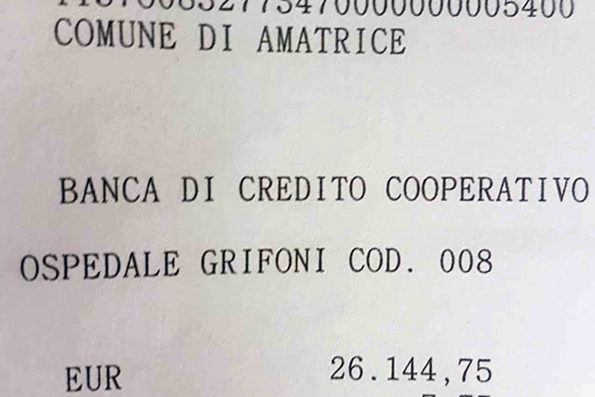 COMUNE DI AMATRICE
BANCA DI CREDITO COOPERATIVO
OSPEDALE GRIFONI COD. 008
EUR 26.144,75